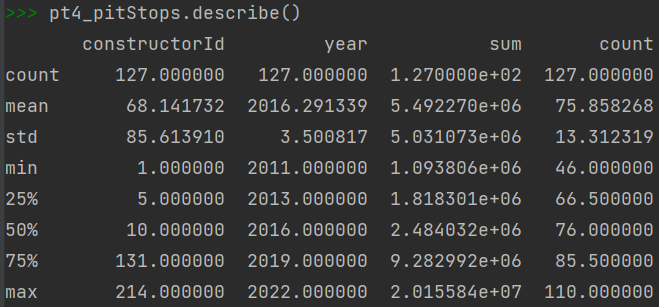 >>> pt4_pitStops.describe()
constructorId year sum count
count 127.000000 127.000000 1.270000e+02 127.000000
mean 68.141732 2016.291339 5.492270e+06 75.858268
std 85.613910 3.500817 5.031073e+06 13.312319
min 1.000000 2011.000000 1.093806e+06 46.000000
25% 5.000000 2013.000000 1.818301e+06 66.500000
50% 10.000000 2016.000000 2.484032e+06 76.000000
75% 131.000000 2019.000000 9.282992e+06 85.500000
max 214.000000 2022.000000 2.015584e+07 110.000000